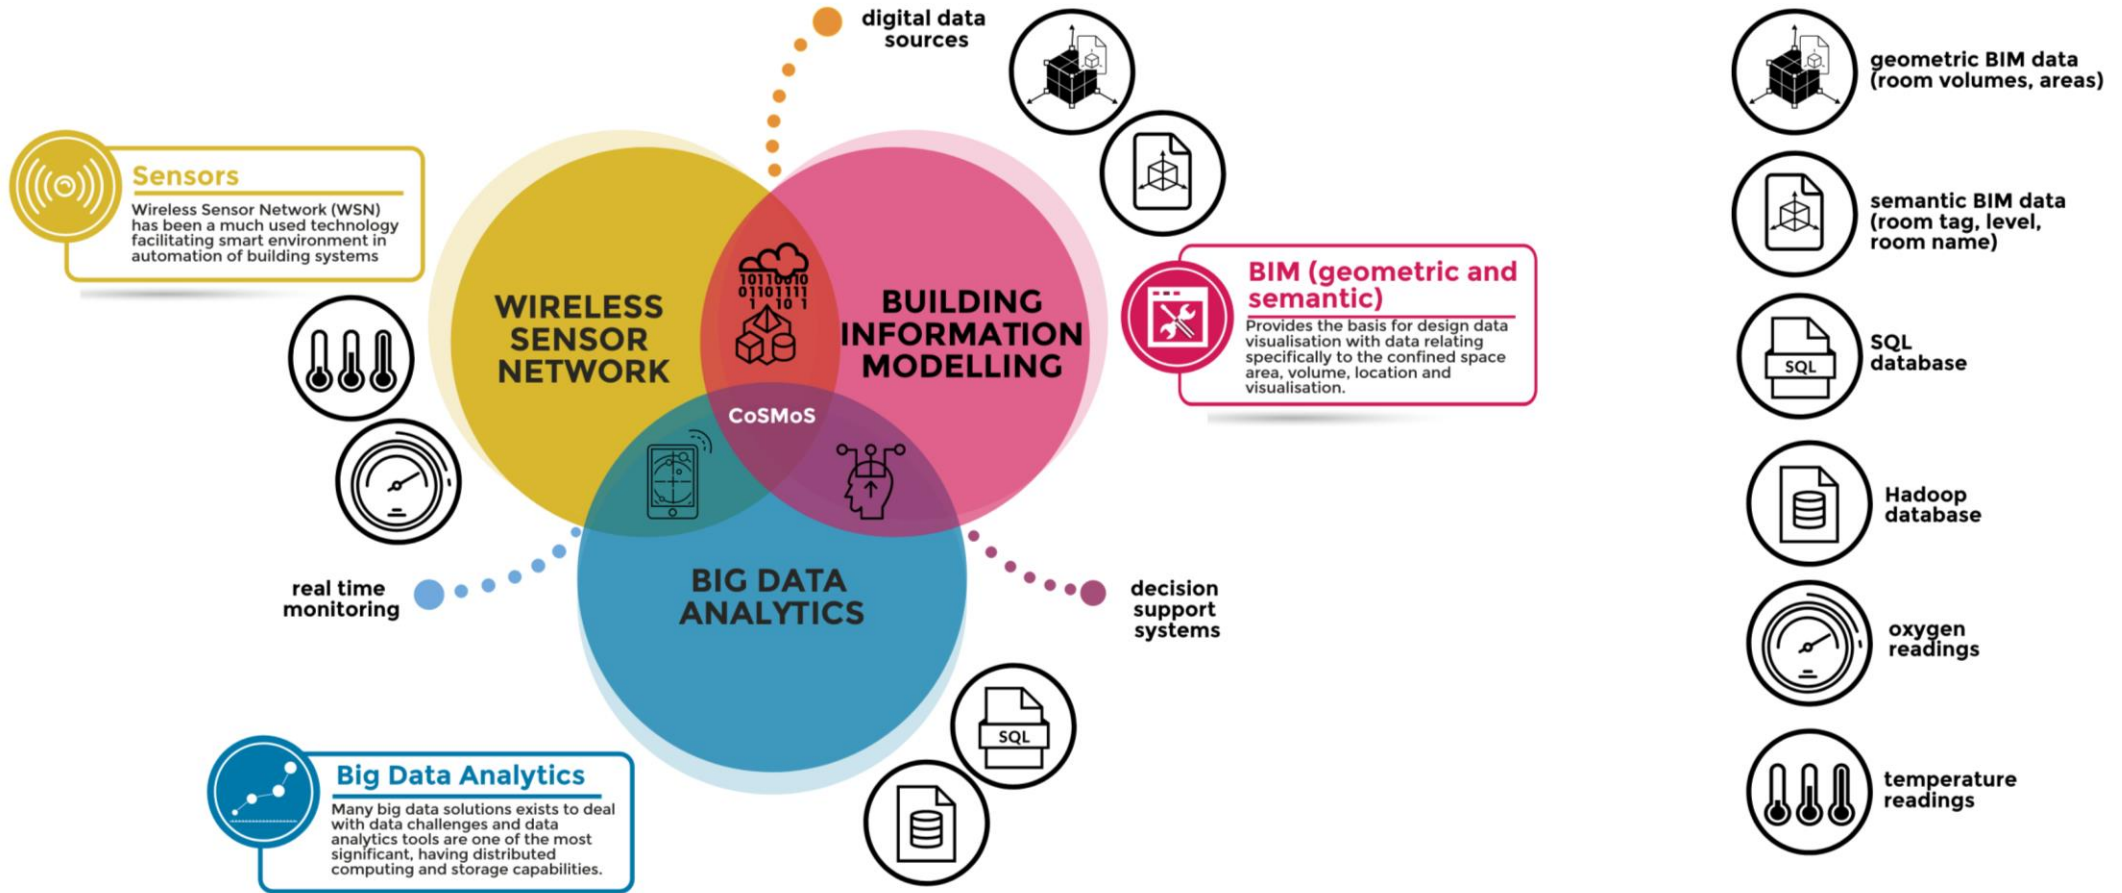 digital data
sources
Sensors
Wireless Sensor Network (WSN)
has been a much used technology
facilitating smart environment in
automation of building systems
WIRELESS
SENSOR
NETWORK
10110010
01101111
1 10 1
BUILDING
INFORMATION
MODELLING
CoSMoS
BIM (geometric and
semantic)
Provides the basis for design data
visualisation with data relating
specifically to the confined space
area, volume, location and
visualisation.
real time
monitoring
BIG DATA
ANALYTICS
decision
support
systems
SQL
Big Data Analytics
Many big data solutions exists to deal
with data challenges and data
analytics tools are one of the most
significant, having distributed
computing and storage capabilities.
geometric BIM data
(room volumes, areas)
semantic BIM data
(room tag, level,
room name)
SQL
SQL
database
Hadoop
database
oxygen
readings
temperature
readings